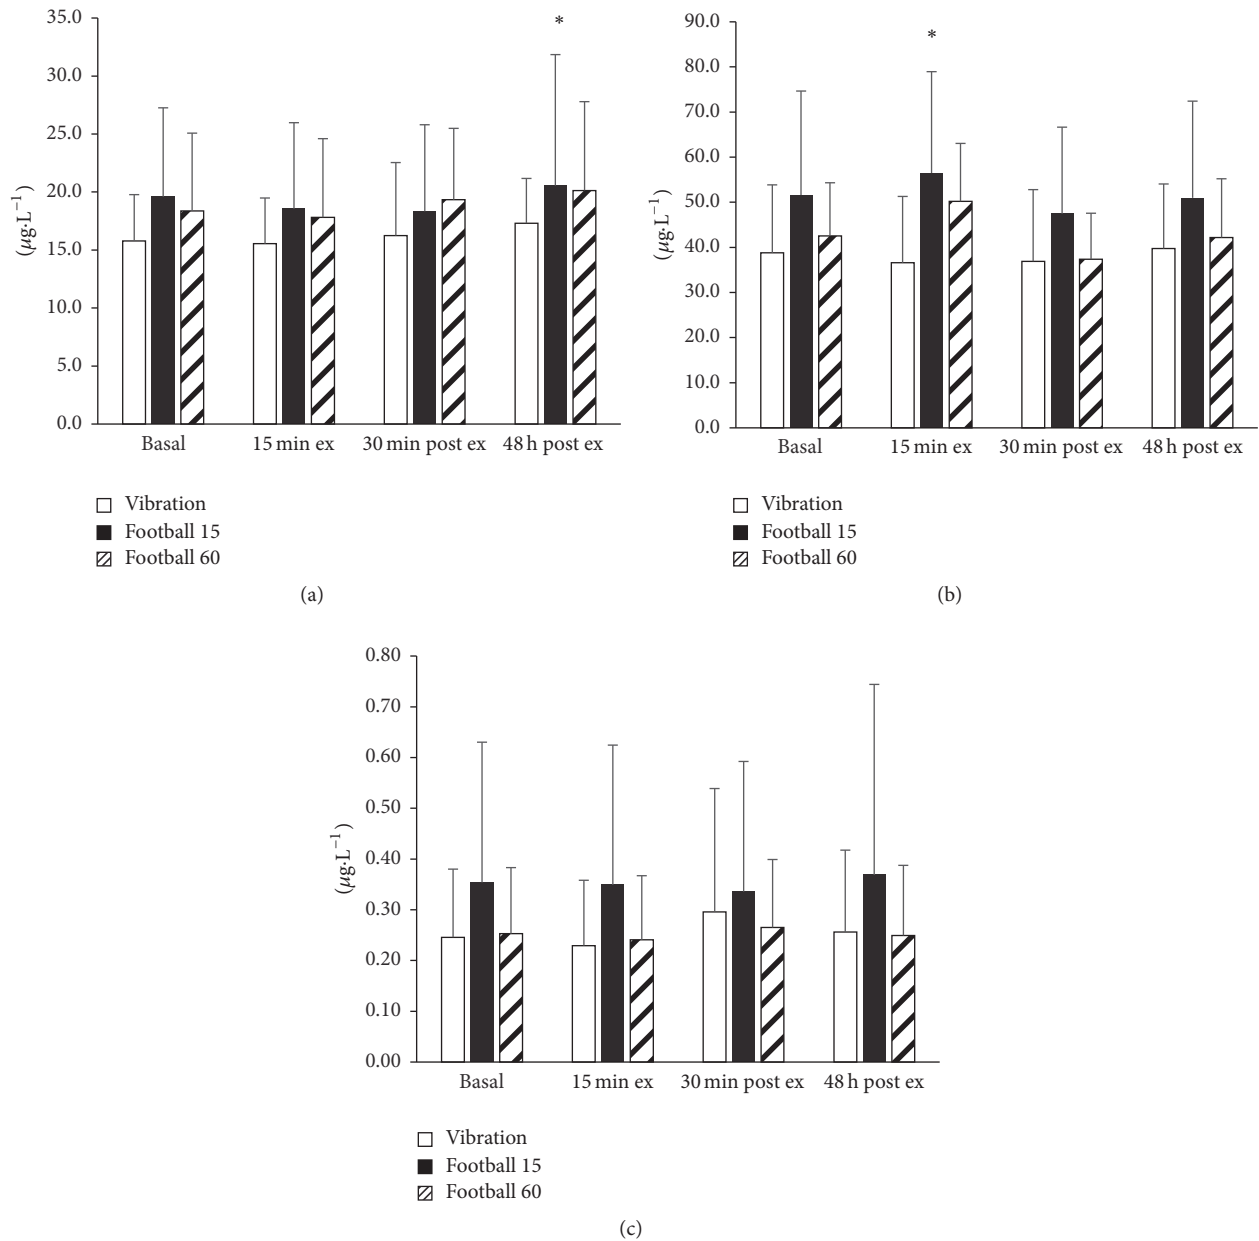 35.0
30.0
25.0
20.0
15.0
10.0
5.0
0.0
(µg·L⁻¹)
*
Basal 15 min ex 30 min post ex 48 h post ex
Vibration
Football 15
Football 60
(a)
90.0
80.0
70.0
60.0
50.0
40.0
30.0
20.0
10.0
0.0
(µg·L⁻¹)
*
Basal 15 min ex 30 min post ex 48 h post ex
Vibration
Football 15
Football 60
(b)
0.80
0.70
0.60
0.50
0.40
0.30
0.20
0.10
0.00
(µg·L⁻¹)
Basal 15 min ex 30 min post ex 48 h post ex
Vibration
Football 15
Football 60
(c)